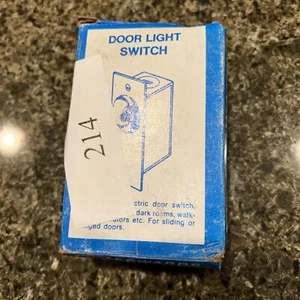 DOOR LIGHT
SWITCH
214
ctric door switch.
dark rooms, walk-
ors etc. For sliding or
ged doors.